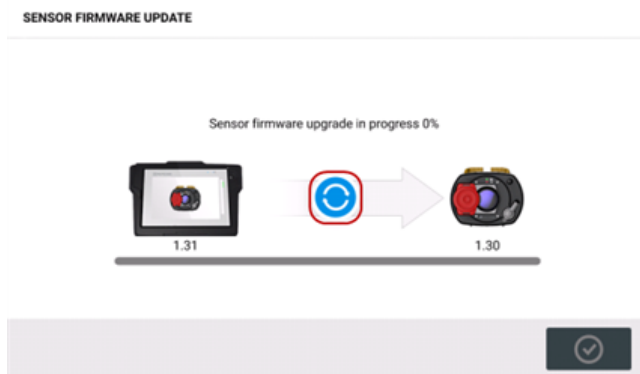 SENSOR FIRMWARE UPDATE
Sensor firmware upgrade in progress 0%
1.31
1.30